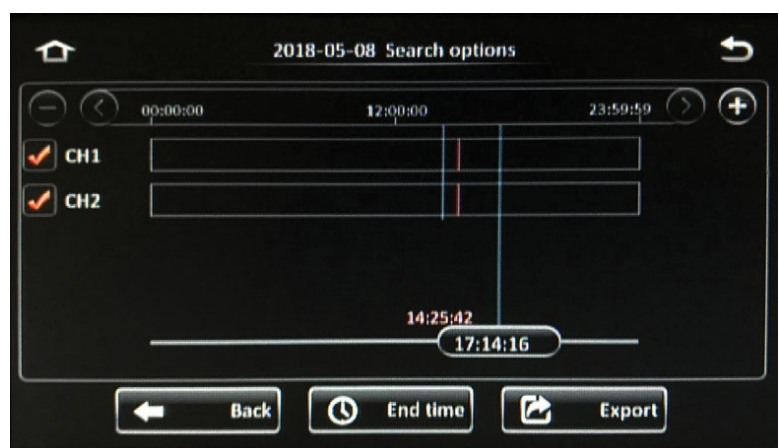 2018-05-08 Search options
00:00:00 12:00:00 23:59:59
CH1
CH2
14:25:42
17:14:16
Back End time Export